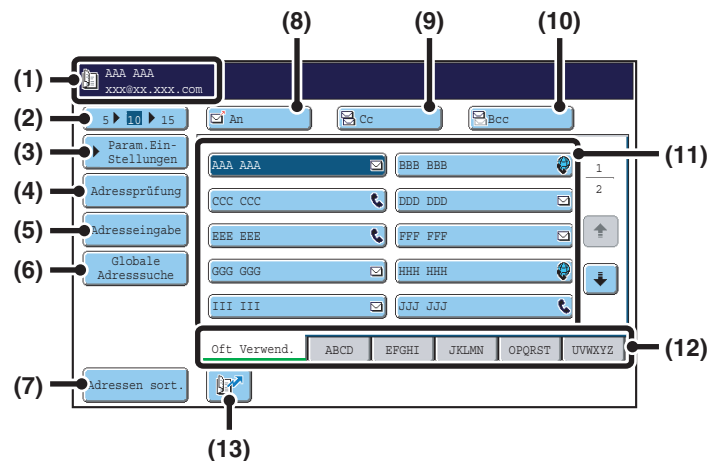 (8) (9) (10)
(1) AAA AAA
xxx@xx.xxx.com
(2) 5 10 15 An Cc Bcc
(3) Param.Ein-
Stellungen
AAA AAA BBB BBB (11)
1
2
(4) Adressprüfung CCC CCC DDD DDD
(5) Adresseingabe EEE EEE FFF FFF
(6) Globale
Adresssuche
GGG GGG HHH HHH
III III JJJ JJJ
Oft Verwend. ABCD EFGHI JKLMN OPQRST UVWXYZ (12)
(7) Adressen sort.
(13)